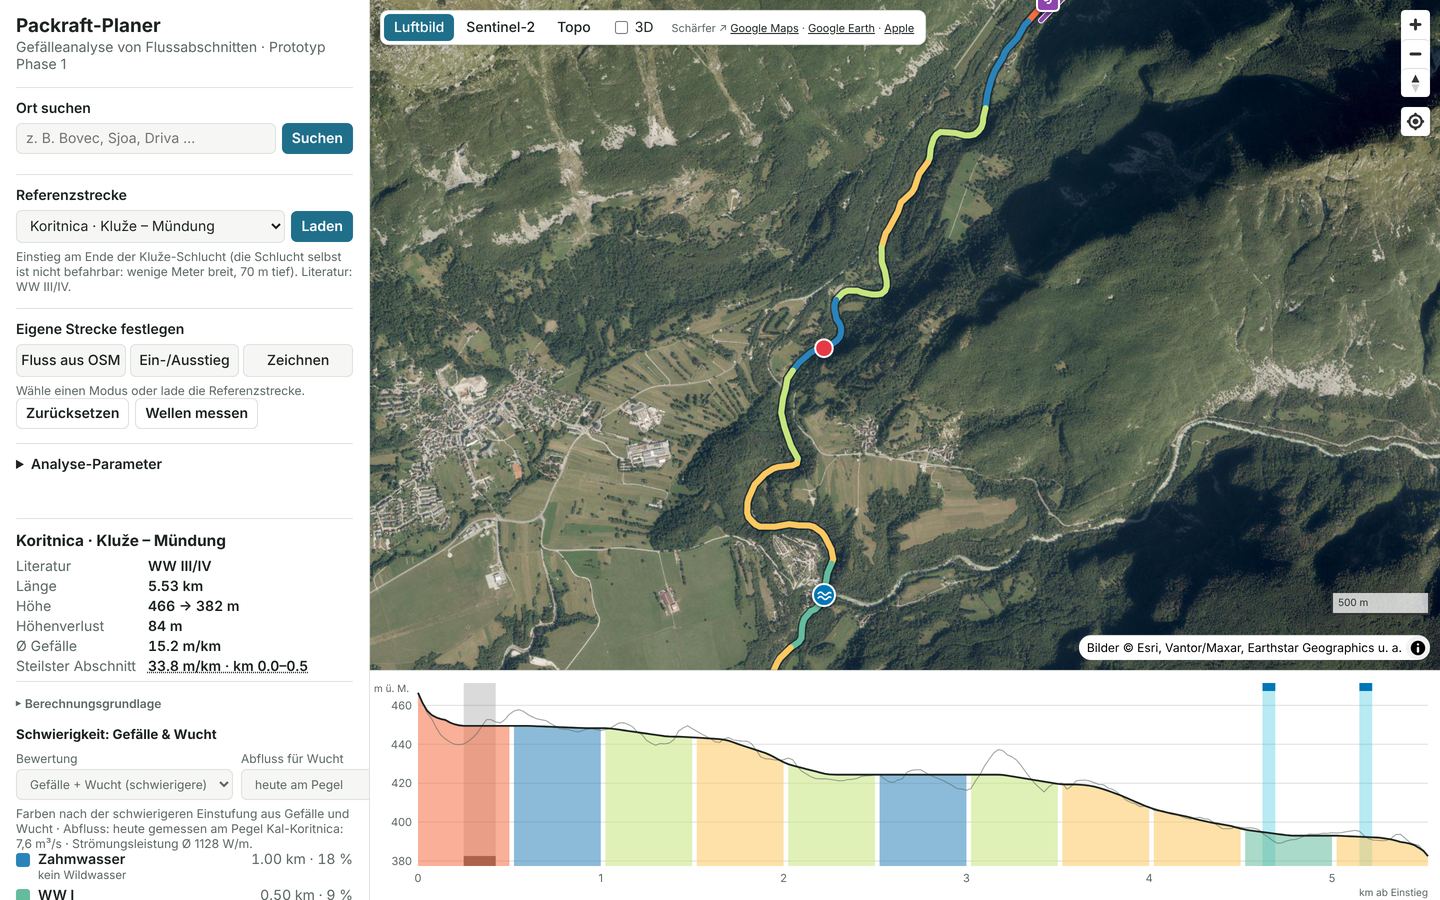 Packraft-Planer
Gefälleanalyse von Flussabschnitten · Prototyp
Phase 1
Ort suchen
z. B. Bovec, Sjoa, Driva ...
Suchen
Referenzstrecke
Koritnica · Kluže – Mündung
Laden
Einstieg am Ende der Kluže-Schlucht (die Schlucht selbst
ist nicht befahrbar: wenige Meter breit, 70 m tief). Literatur:
WW III/IV.
Eigene Strecke festlegen
Fluss aus OSM
Ein-/Ausstieg
Zeichnen
Wähle einen Modus oder lade die Referenzstrecke.
Zurücksetzen
Wellen messen
Analyse-Parameter
Koritnica · Kluže – Mündung
Literatur WW III/IV
Länge 5.53 km
Höhe 466 → 382 m
Höhenverlust 84 m
Ø Gefälle 15.2 m/km
Steilster Abschnitt 33.8 m/km · km 0.0–0.5
Berechnungsgrundlage
Schwierigkeit: Gefälle & Wucht
Bewertung Abfluss für Wucht
Gefälle + Wucht (schwierigere) heute am Pegel
Farben nach der schwierigeren Einstufung aus Gefälle und
Wucht · Abfluss: heute gemessen am Pegel Kal-Koritnica:
7,6 m³/s · Strömungsleistung Ø 1128 W/m.
Zahmwasser 1.00 km · 18 %
kein Wildwasser
WW I 0,50 km · 9 %
Luftbild Sentinel-2 Topo 3D Schärfer ↗ Google Maps · Google Earth · Apple
500 m
Bilder © Esri, Vantor/Maxar, Earthstar Geographics u. a.
m ü. M.
460
440
420
400
380
0 1 2 3 4 5
km ab Einstieg